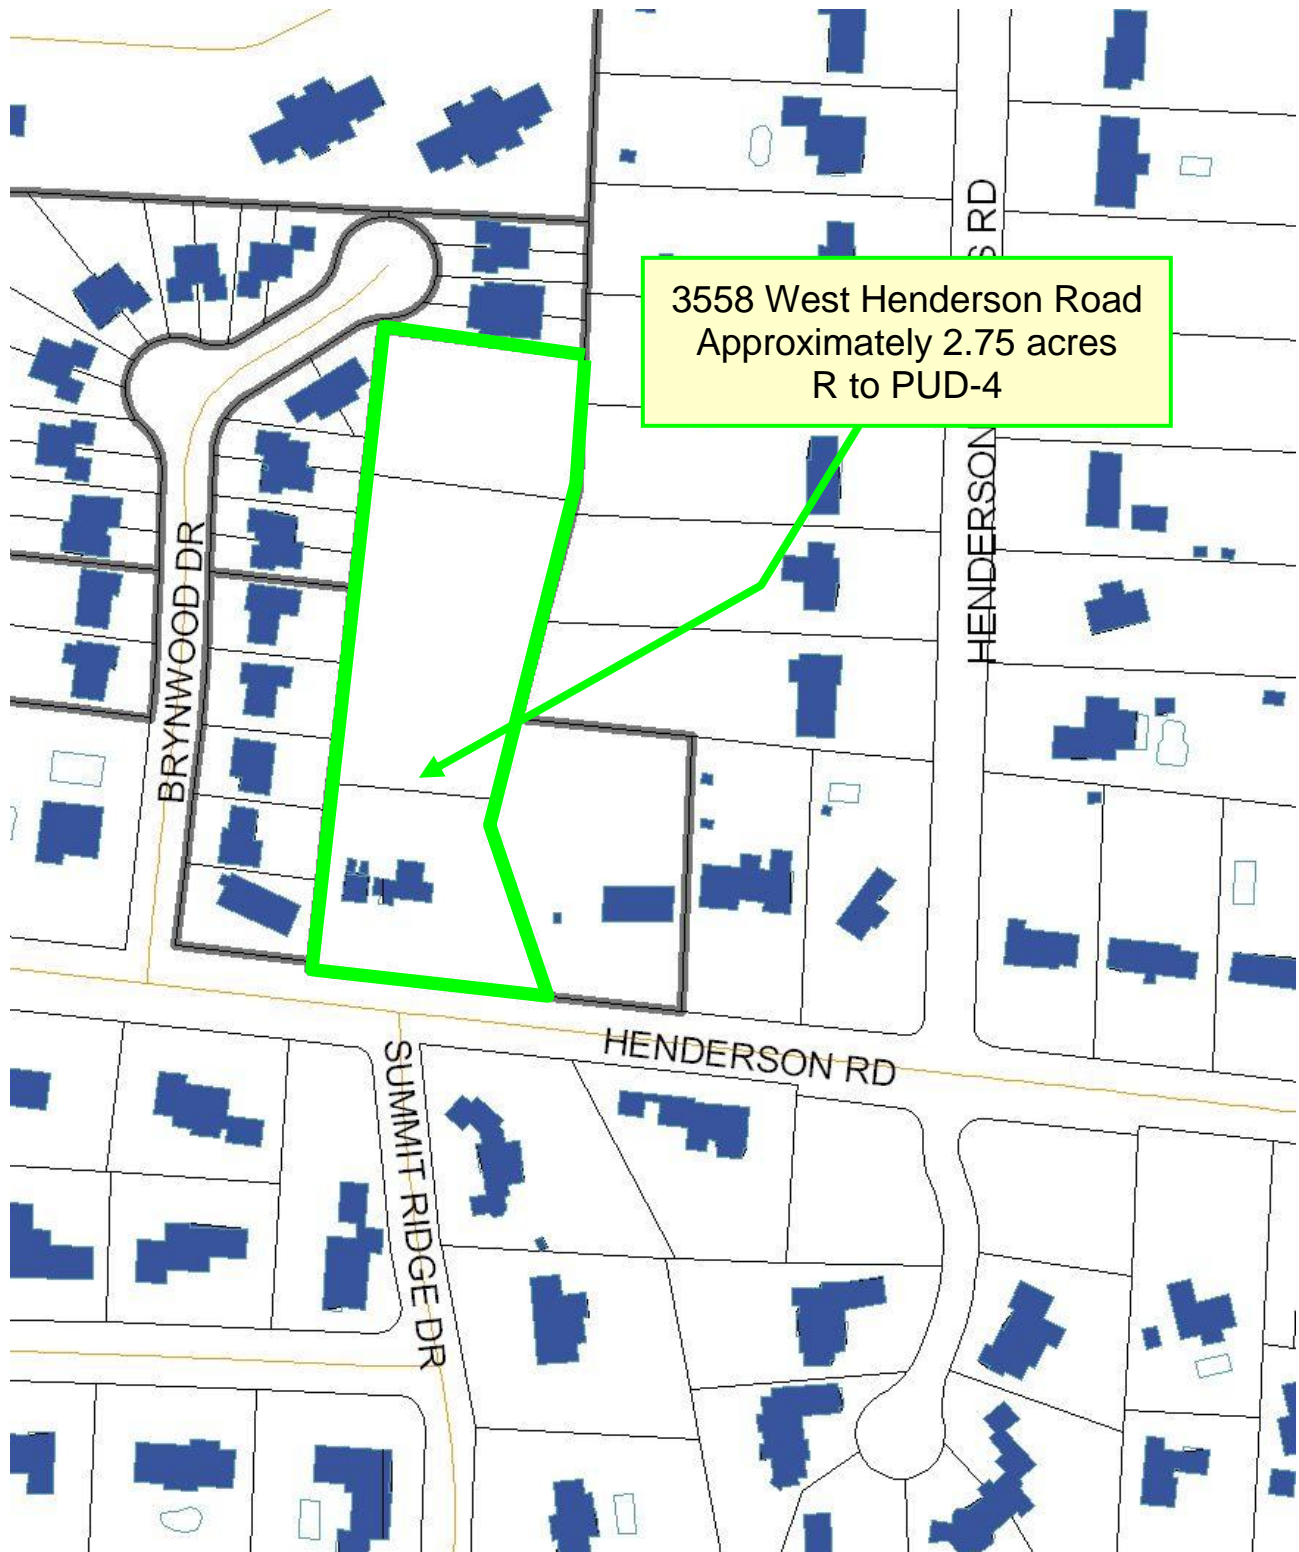 3558 West Henderson Road
Approximately 2.75 acres
R to PUD-4
HENDERSON S RD
BRYNWOOD DR
HENDERSON RD
SUMMIT RIDGE DR